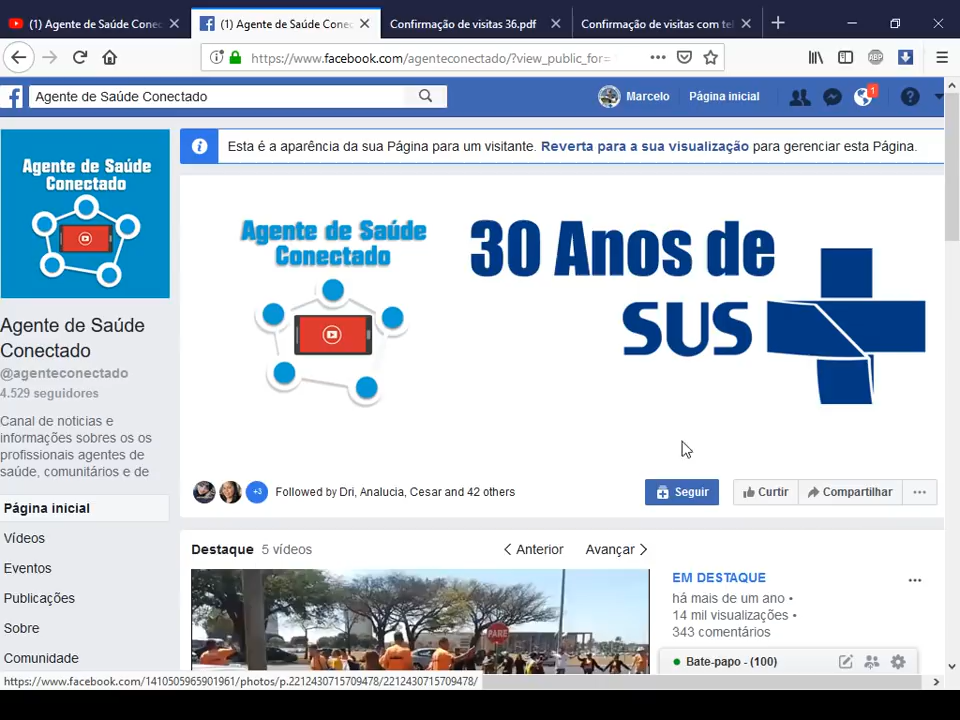 (1) Agente de Saúde Conec
(1) Agente de Saúde Conec
Confirmação de visitas 36.pdf
Confirmação de visitas com tel
https://www.facebook.com/agenteconectado/?view_public_for=
ABP
Agente de Saúde Conectado
Marcelo
Página inicial
1
Esta é a aparência da sua Página para um visitante. Reverta para a sua visualização para gerenciar esta Página.
Agente de Saúde
Conectado
Agente de Saúde
Conectado
30 Anos de
SUS
Agente de Saúde
Conectado
@agenteconectado
4.529 seguidores
Canal de noticias e
informações sobre os os
profissionais agentes de
saúde, comunitários e de
+3
Followed by Dri, Analucia, Cesar and 42 others
Seguir
Curtir
Compartilhar
Página inicial
Vídeos
Eventos
Publicações
Sobre
Comunidade
Destaque 5 vídeos
Anterior
Avançar
PARE
EM DESTAQUE
há mais de um ano •
14 mil visualizações •
343 comentários
Bate-papo - (100)
https://www.facebook.com/1410505965901961/photos/p.2212430715709478/2212430715709478/